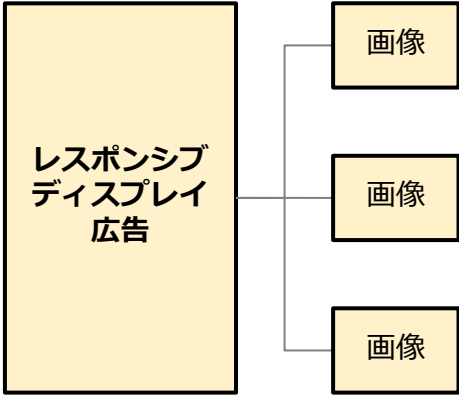 レスポンシブ
ディスプレイ
広告
画像
画像
画像